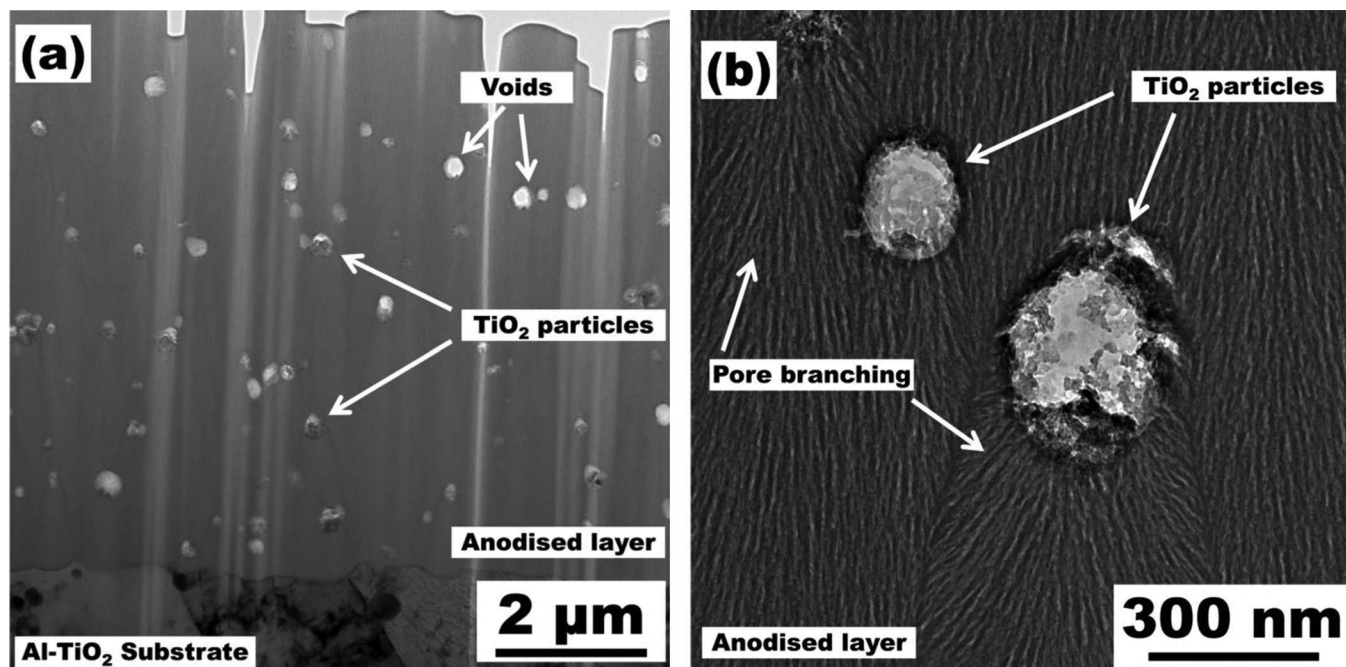 (a)
Voids
TiO₂ particles
Anodised layer
2 µm
Al-TiO₂ Substrate
(b)
TiO₂ particles
Pore branching
300 nm
Anodised layer